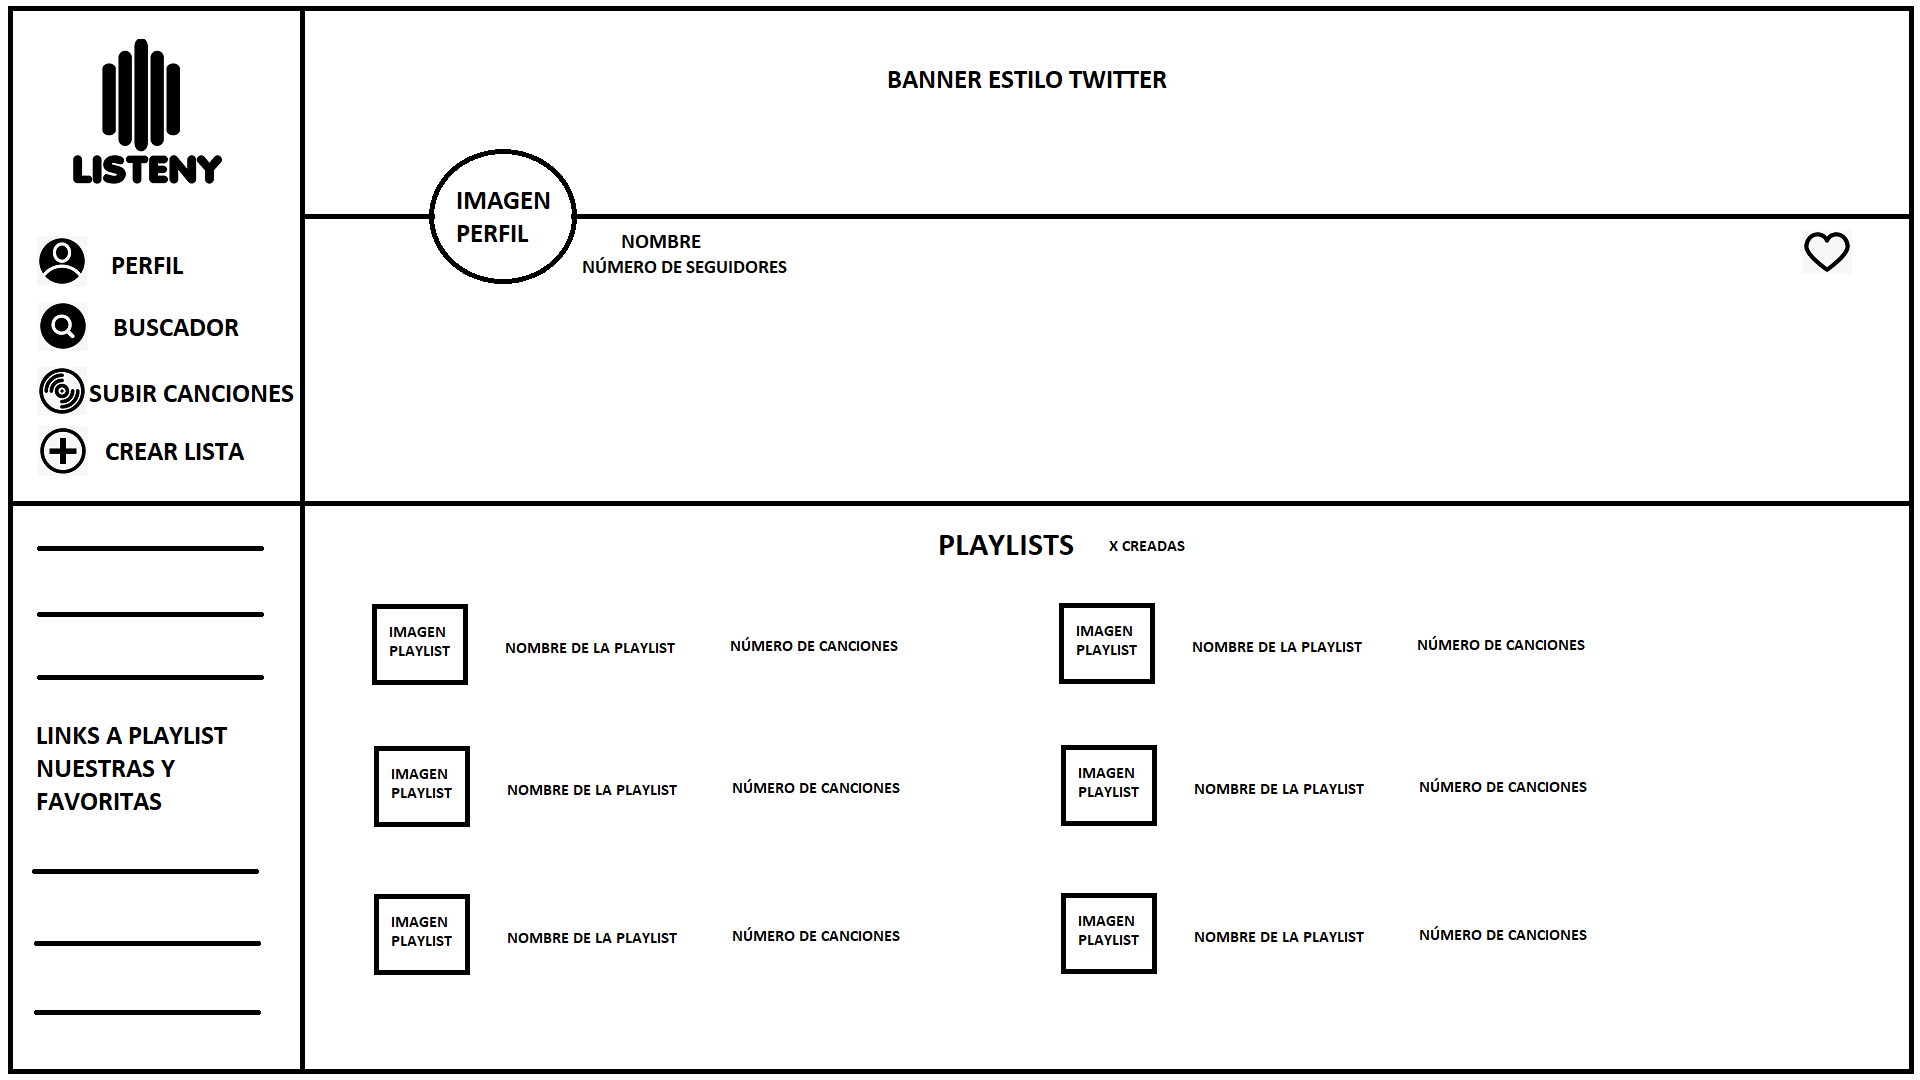 LISTENY
PERFIL
BUSCADOR
SUBIR CANCIONES
CREAR LISTA
LINKS A PLAYLIST
NUESTRAS Y
FAVORITAS
BANNER ESTILO TWITTER
IMAGEN
PERFIL
NOMBRE
NÚMERO DE SEGUIDORES
PLAYLISTS X CREADAS
IMAGEN
PLAYLIST
NOMBRE DE LA PLAYLIST NÚMERO DE CANCIONES
IMAGEN
PLAYLIST
NOMBRE DE LA PLAYLIST NÚMERO DE CANCIONES
IMAGEN
PLAYLIST
NOMBRE DE LA PLAYLIST NÚMERO DE CANCIONES
IMAGEN
PLAYLIST
NOMBRE DE LA PLAYLIST NÚMERO DE CANCIONES
IMAGEN
PLAYLIST
NOMBRE DE LA PLAYLIST NÚMERO DE CANCIONES
IMAGEN
PLAYLIST
NOMBRE DE LA PLAYLIST NÚMERO DE CANCIONES